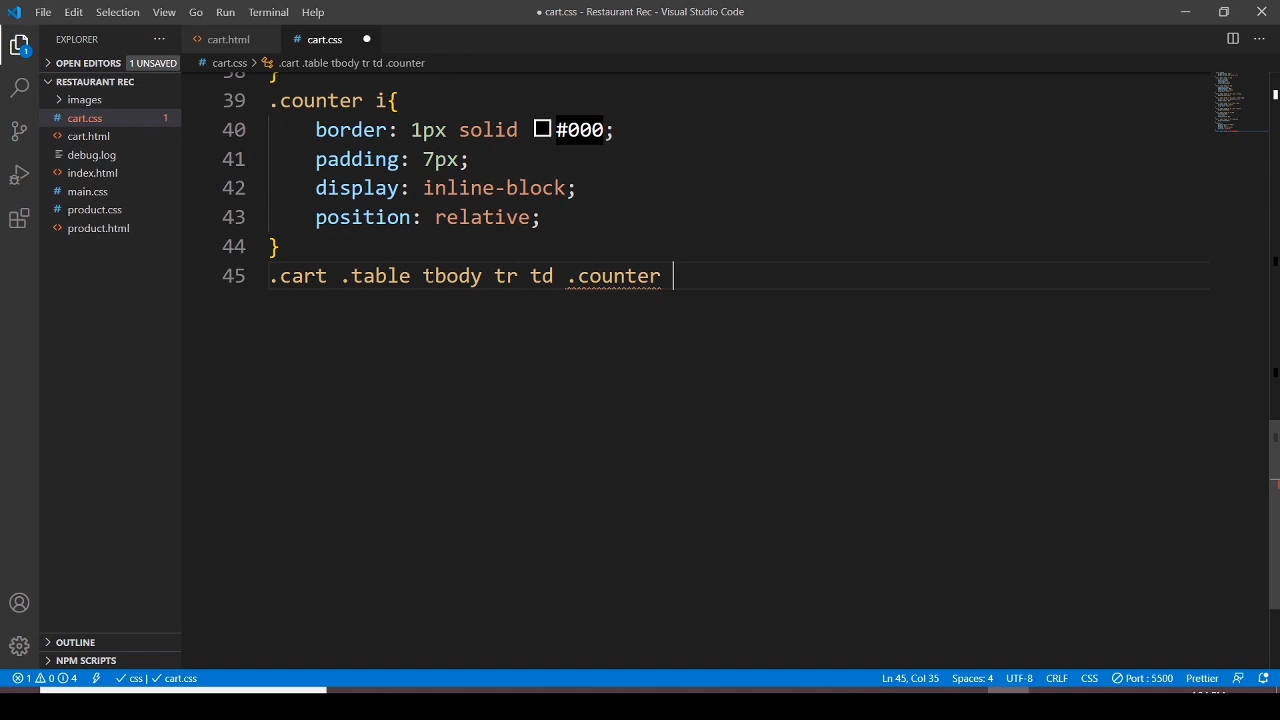 File Edit Selection View Go Run Terminal Help
● cart.css - Restaurant Rec - Visual Studio Code
EXPLORER ···
OPEN EDITORS 1 UNSAVED
RESTAURANT REC
images
cart.css 1
cart.html
debug.log
index.html
main.css
product.css
product.html
OUTLINE
NPM SCRIPTS
1
cart.html cart.css ●
cart.css > .cart .table tbody tr td .counter
38 }
39 .counter i{
40 border: 1px solid #000;
41 padding: 7px;
42 display: inline-block;
43 position: relative;
44 }
45 .cart .table tbody tr td .counter
1 0 4 css | cart.css Ln 45, Col 35 Spaces: 4 UTF-8 CRLF CSS Port : 5500 Prettier